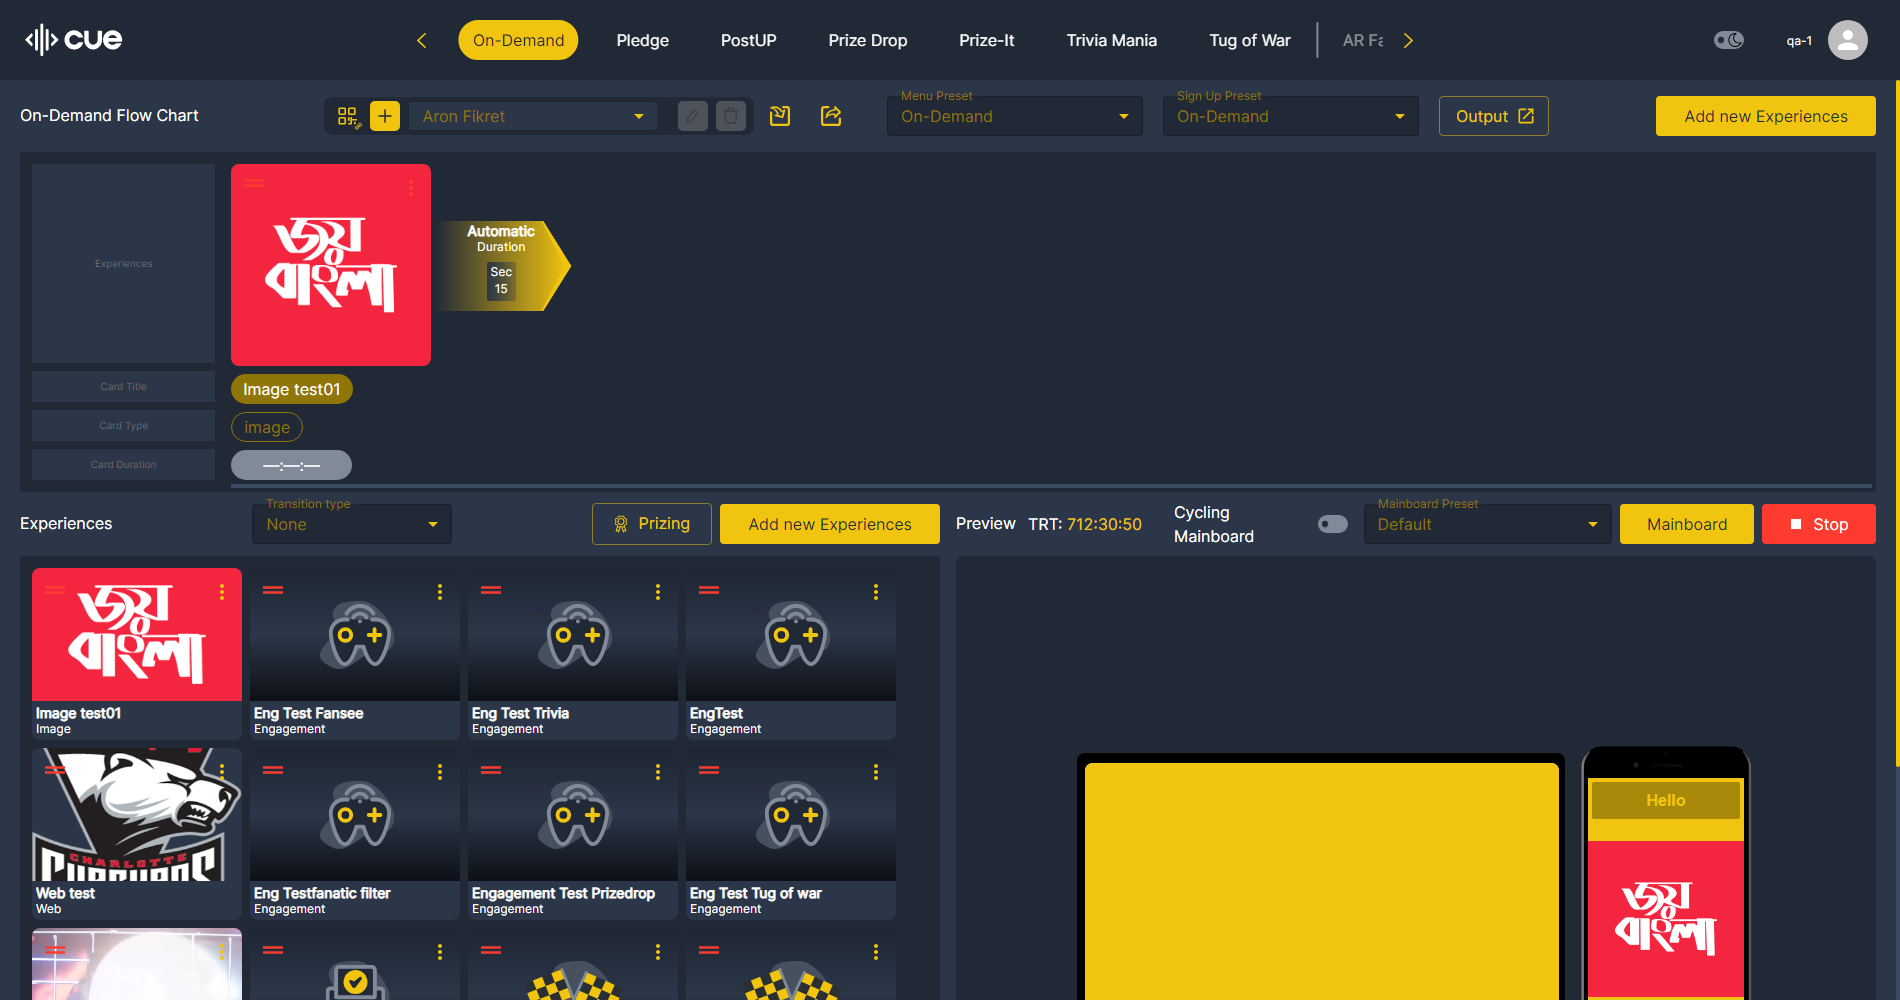 cue
On-Demand
Pledge
PostUP
Prize Drop
Prize-It
Trivia Mania
Tug of War
AR Fa
qa-1
On-Demand Flow Chart
Aron Fikret
Menu Preset
On-Demand
Sign Up Preset
On-Demand
Output
Add new Experiences
Experiences
জয়
বাংলা
Automatic
Duration
Sec
15
Card Title
Image test01
Card Type
image
Card Duration
—:—:—
Experiences
Transition type
None
Prizing
Add new Experiences
Preview
TRT: 712:30:50
Cycling
Mainboard
Mainboard Preset
Default
Mainboard
Stop
জয়
বাংলা
Image test01
Image
Eng Test Fansee
Engagement
Eng Test Trivia
Engagement
EngTest
Engagement
CHARLOTTE
Web test
Web
Eng Testfanatic filter
Engagement
Engagement Test Prizedrop
Engagement
Eng Test Tug of war
Engagement
Hello
জয়
বাংলা